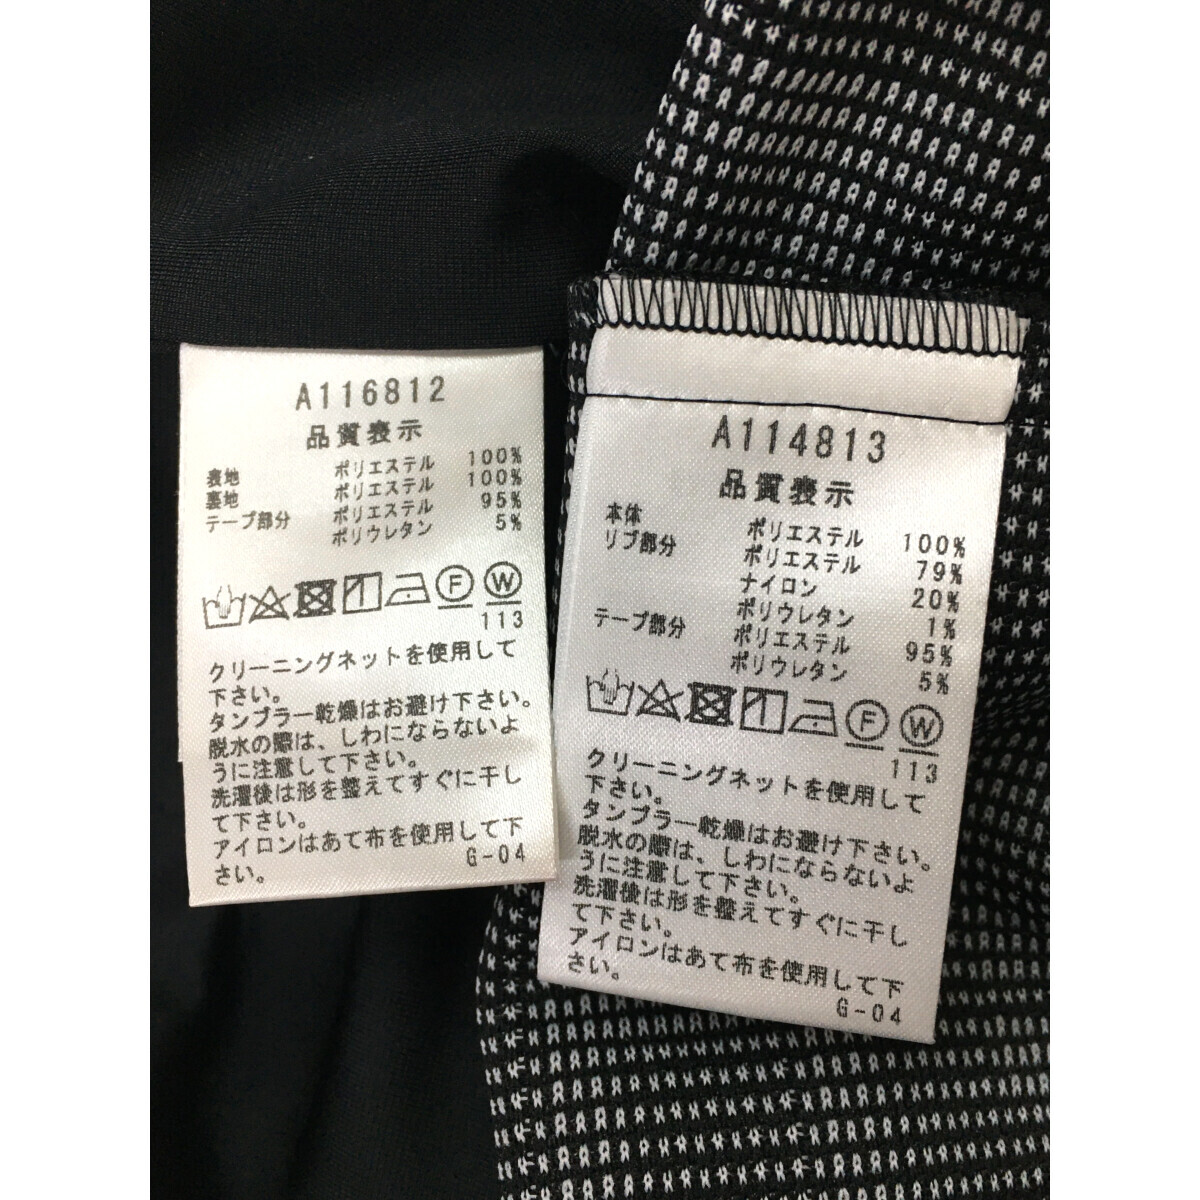 A116812
品質表示
表地 ポリエステル 100%
裏地 ポリエステル 100%
テープ部分 ポリエステル 95%
ポリウレタン 5%
F W
113
クリーニングネットを使用して
下さい。
タンブラー乾燥はお避け下さい。
脱水の際は、しわにならないよ
うに注意して下さい。
洗濯後は形を整えてすぐに干し
て下さい。
アイロンはあて布を使用して下
さい。 G-04
A114813
品質表示
本体 ポリエステル 100%
リブ部分 ポリエステル 79%
ナイロン 20%
ポリウレタン 1%
テープ部分 ポリエステル 95%
ポリウレタン 5%
F W
113
クリーニングネットを使用して
下さい。
タンブラー乾燥はお避け下さい。
脱水の際は、しわにならないよ
うに注意して下さい。
洗濯後は形を整えてすぐに干し
て下さい。
アイロンはあて布を使用して下
さい。 G-04